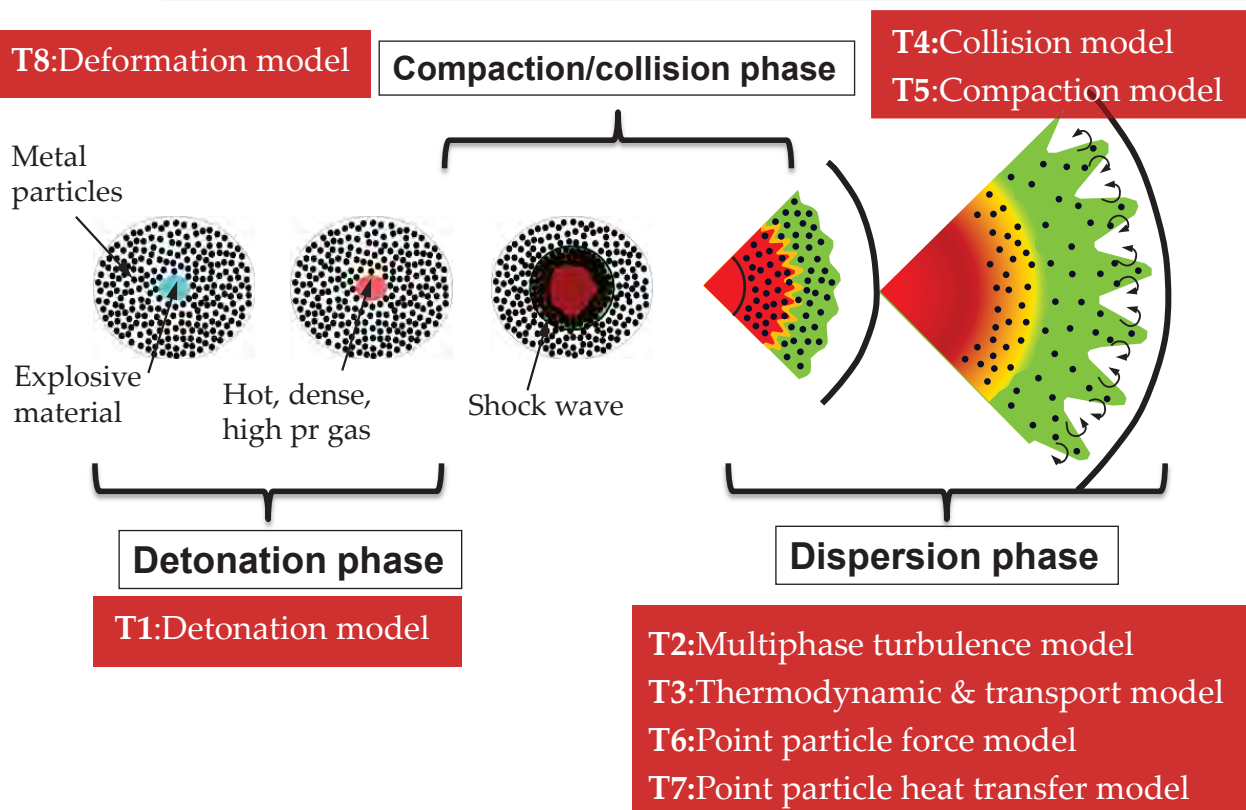 T8:Deformation model
Compaction/collision phase
T4:Collision model
T5:Compaction model
Metal
particles
Explosive
material
Hot, dense,
high pr gas
Shock wave
Detonation phase
T1:Detonation model
Dispersion phase
T2:Multiphase turbulence model
T3:Thermodynamic & transport model
T6:Point particle force model
T7:Point particle heat transfer model